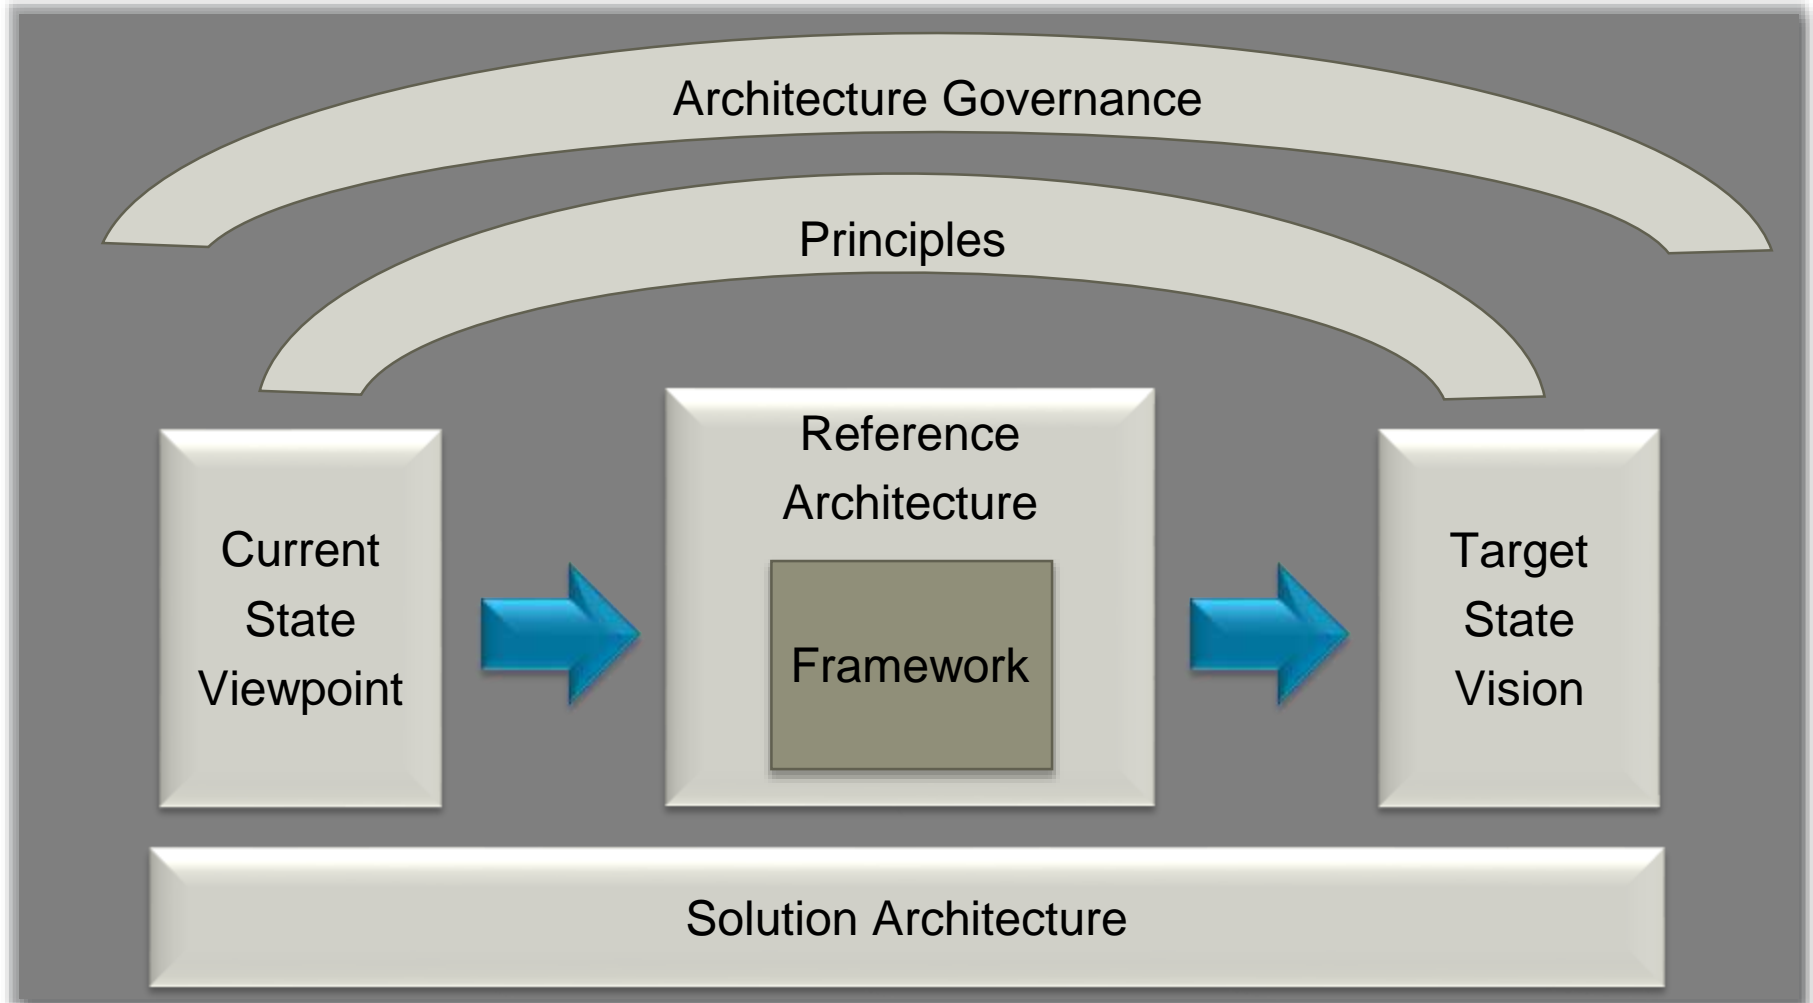 Architecture Governance
Principles
Reference
Architecture
Framework
Current
State
Viewpoint
Target
State
Vision
Solution Architecture